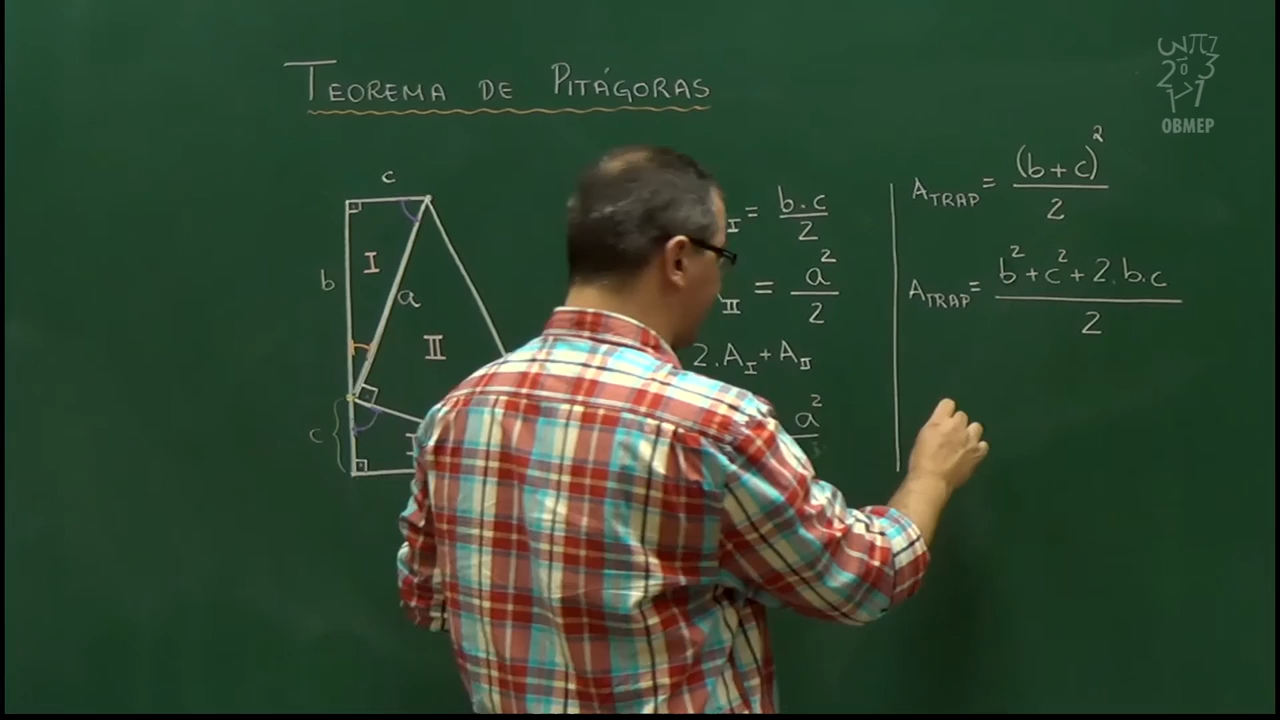 TEOREMA DE PITÁGORAS
c
b
I
a
II
c
I = b.c / 2
II = a² / 2
2.A_I + A_II
a²
A_TRAP = (b+c)² / 2
A_TRAP = b²+c²+2.b.c / 2
OBMEP